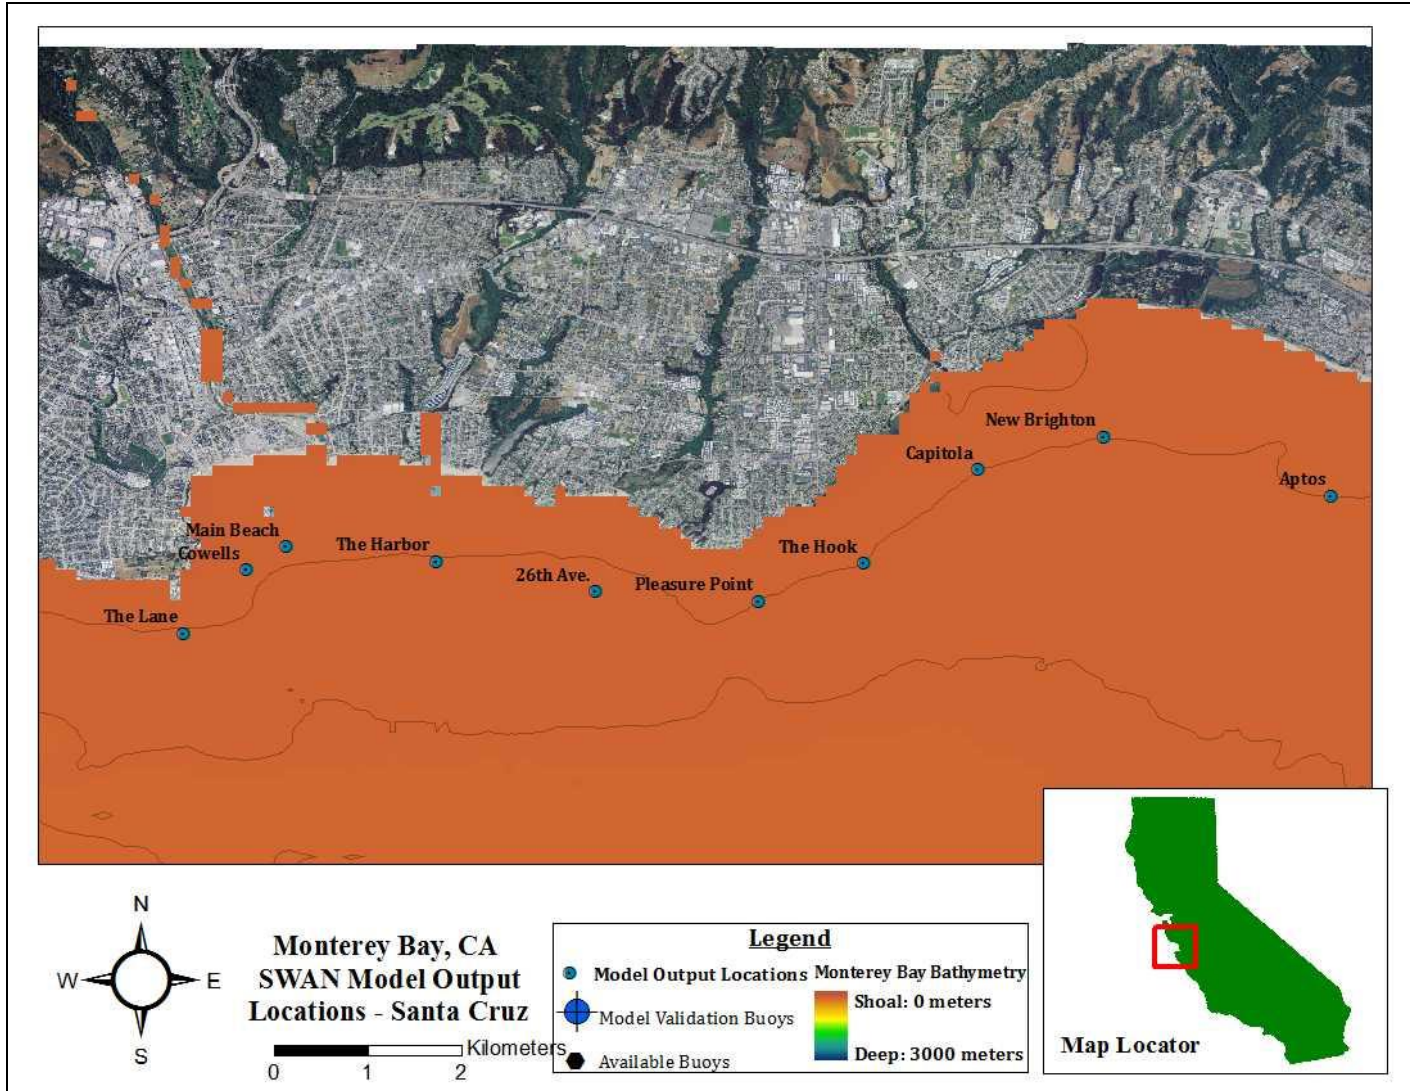 New Brighton
Capitola
Aptos
Main Beach
The Harbor
The Hook
Cowells
26th Ave.
Pleasure Point
The Lane
N
W
E
S
Monterey Bay, CA
SWAN Model Output
Locations - Santa Cruz
Kilometers
0 1 2
Legend
Model Output Locations
Model Validation Buoys
Available Buoys
Monterey Bay Bathymetry
Shoal: 0 meters
Deep: 3000 meters
Map Locator